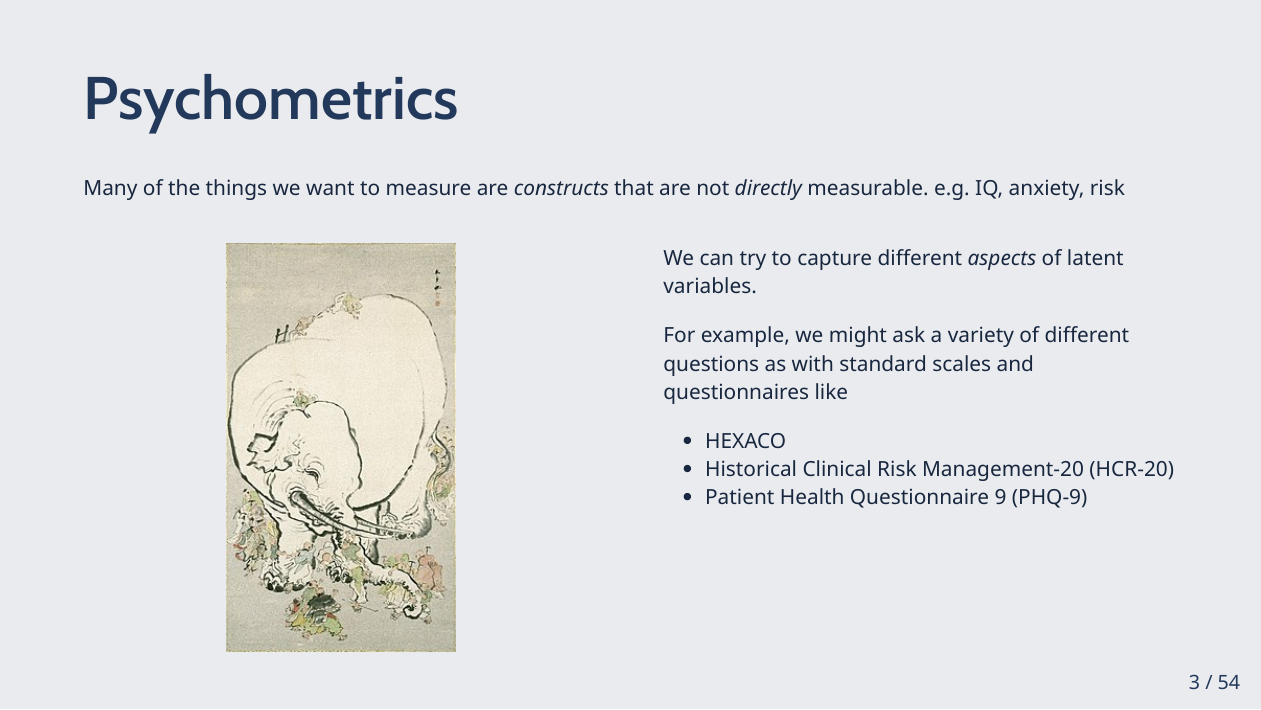 Psychometrics
Many of the things we want to measure are constructs that are not directly measurable. e.g. IQ, anxiety, risk
We can try to capture different aspects of latent
variables.
For example, we might ask a variety of different
questions as with standard scales and
questionnaires like
• HEXACO
• Historical Clinical Risk Management-20 (HCR-20)
• Patient Health Questionnaire 9 (PHQ-9)
3 / 54